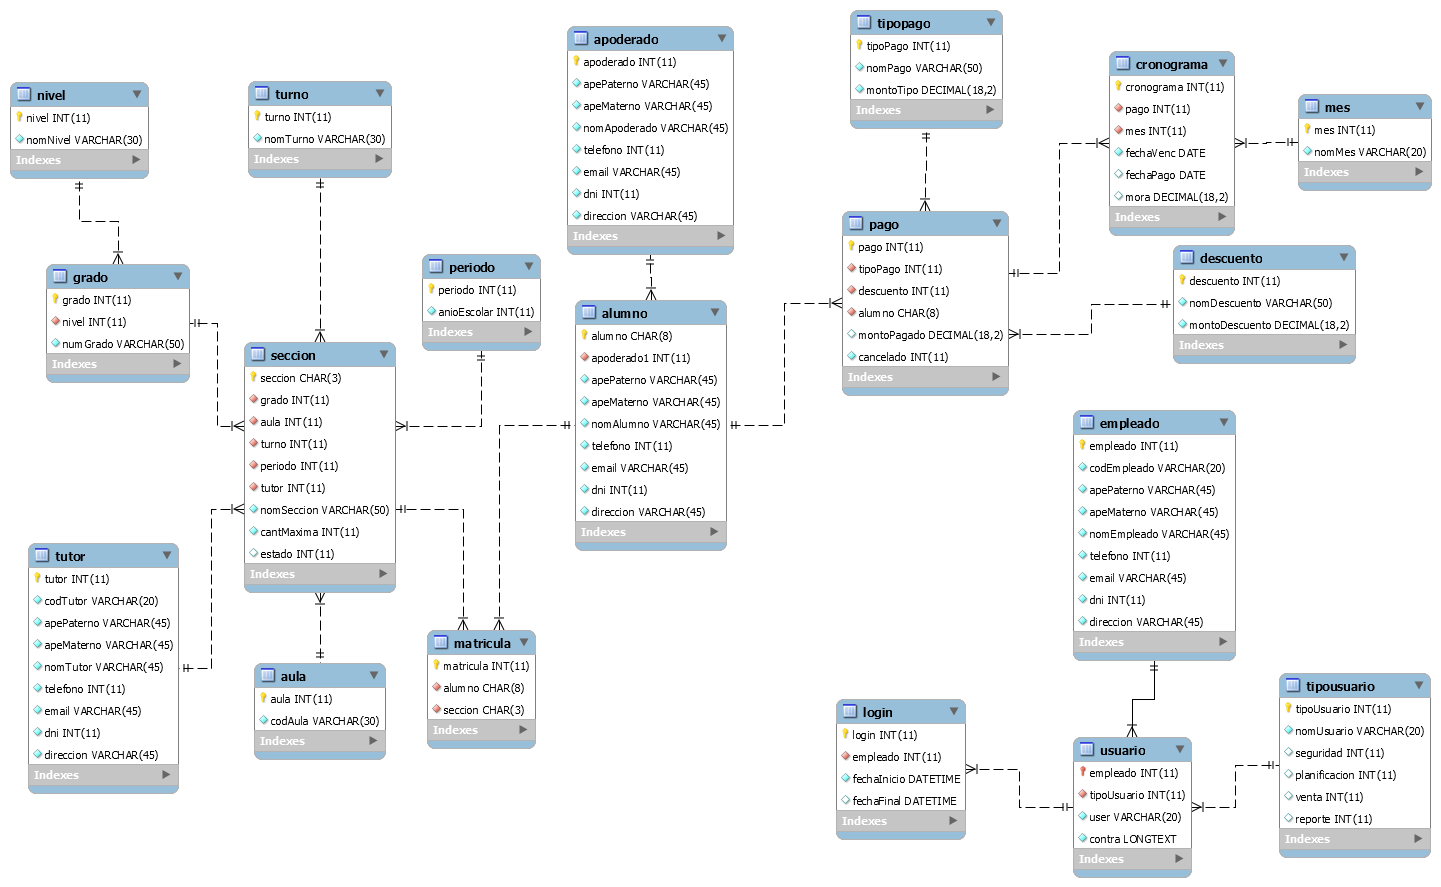 nivel
nivel INT(11)
nomNivel VARCHAR(30)
Indexes
turno
turno INT(11)
nomTurno VARCHAR(30)
Indexes
apoderado
apoderado INT(11)
apePaterno VARCHAR(45)
apeMaterno VARCHAR(45)
nomApoderado VARCHAR(45)
telefono INT(11)
email VARCHAR(45)
dni INT(11)
direccion VARCHAR(45)
Indexes
tipopago
tipoPago INT(11)
nomPago VARCHAR(50)
montoTipo DECIMAL(18,2)
Indexes
cronograma
cronograma INT(11)
pago INT(11)
mes INT(11)
fechaVenc DATE
fechaPago DATE
mora DECIMAL(18,2)
Indexes
mes
mes INT(11)
nomMes VARCHAR(20)
Indexes
grado
grado INT(11)
nivel INT(11)
numGrado VARCHAR(50)
Indexes
periodo
periodo INT(11)
anioEscolar INT(11)
Indexes
pago
pago INT(11)
tipoPago INT(11)
descuento INT(11)
alumno CHAR(8)
montoPagado DECIMAL(18,2)
cancelado INT(11)
Indexes
descuento
descuento INT(11)
nomDescuento VARCHAR(50)
montoDescuento DECIMAL(18,2)
Indexes
seccion
seccion CHAR(3)
grado INT(11)
aula INT(11)
turno INT(11)
periodo INT(11)
tutor INT(11)
nomSeccion VARCHAR(50)
cantMaxima INT(11)
estado INT(11)
Indexes
alumno
alumno CHAR(8)
apoderado1 INT(11)
apePaterno VARCHAR(45)
apeMaterno VARCHAR(45)
nomAlumno VARCHAR(45)
telefono INT(11)
email VARCHAR(45)
dni INT(11)
direccion VARCHAR(45)
Indexes
empleado
empleado INT(11)
codEmpleado VARCHAR(20)
apePaterno VARCHAR(45)
apeMaterno VARCHAR(45)
nomEmpleado VARCHAR(45)
telefono INT(11)
email VARCHAR(45)
dni INT(11)
direccion VARCHAR(45)
Indexes
tutor
tutor INT(11)
codTutor VARCHAR(20)
apePaterno VARCHAR(45)
apeMaterno VARCHAR(45)
nomTutor VARCHAR(45)
telefono INT(11)
email VARCHAR(45)
dni INT(11)
direccion VARCHAR(45)
Indexes
aula
aula INT(11)
codAula VARCHAR(30)
Indexes
matricula
matricula INT(11)
alumno CHAR(8)
seccion CHAR(3)
Indexes
login
login INT(11)
empleado INT(11)
fechaInicio DATETIME
fechaFinal DATETIME
Indexes
usuario
empleado INT(11)
tipoUsuario INT(11)
user VARCHAR(20)
contra LONGTEXT
Indexes
tipousuario
tipoUsuario INT(11)
nomUsuario VARCHAR(20)
seguridad INT(11)
planificacion INT(11)
venta INT(11)
reporte INT(11)
Indexes